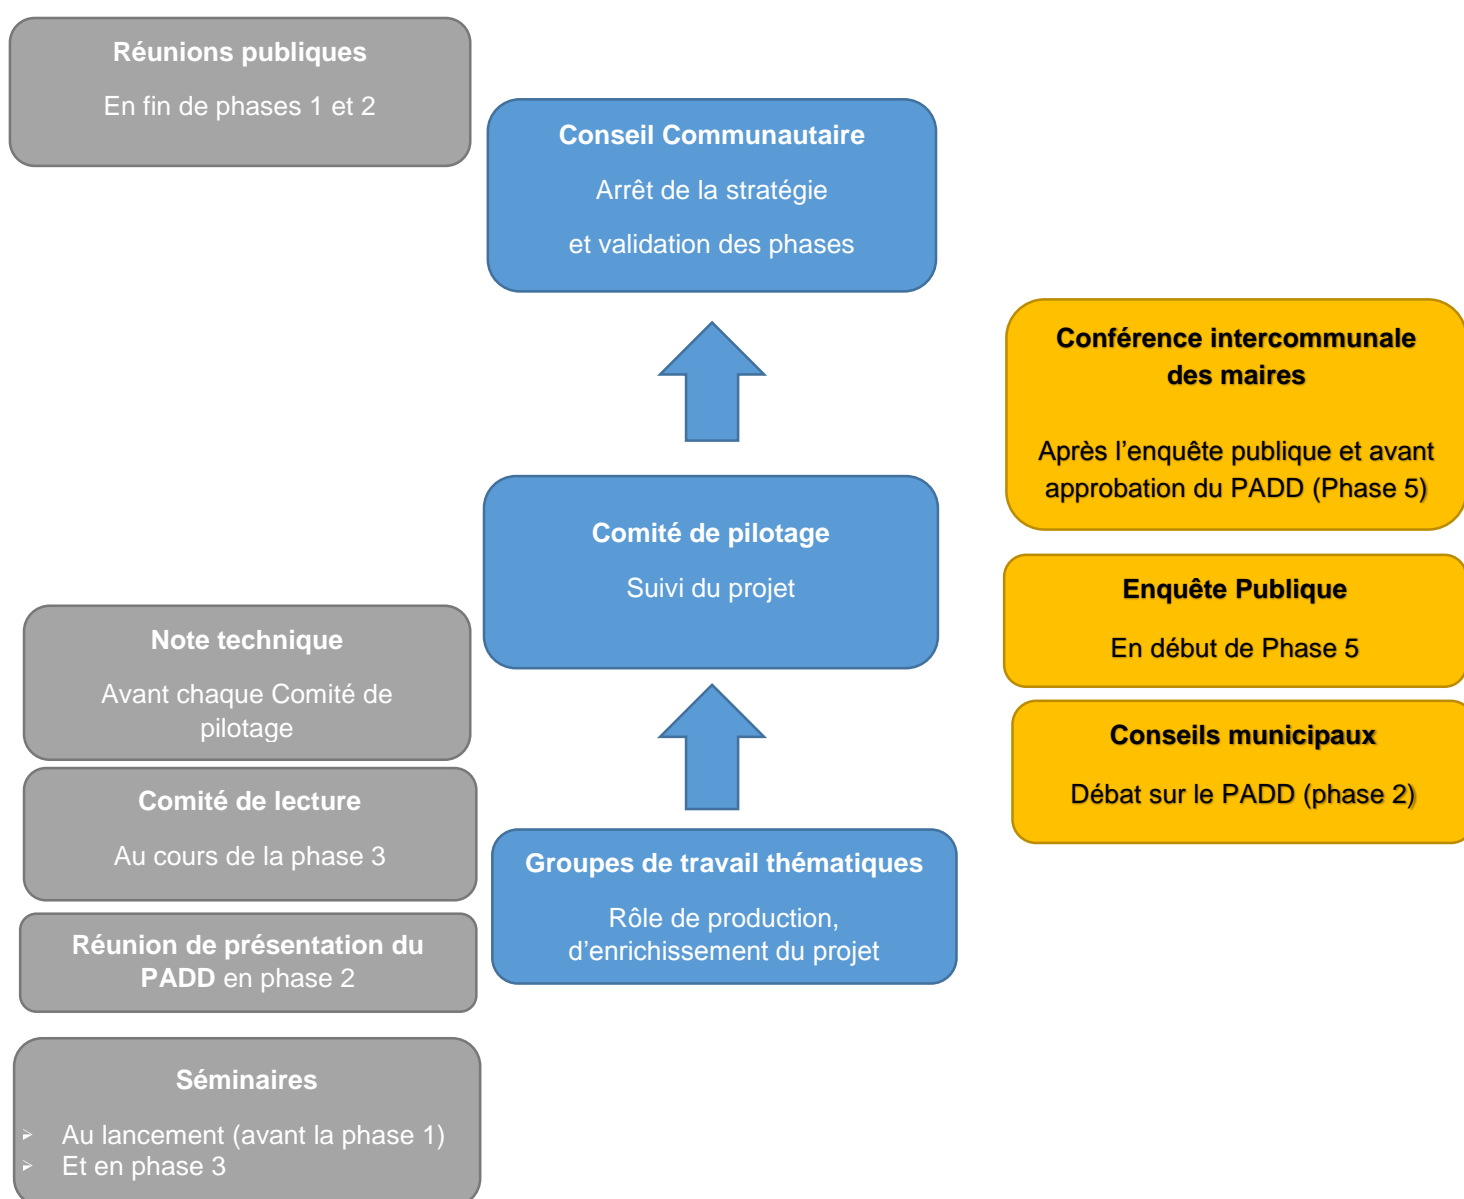 Réunions publiques
En fin de phases 1 et 2
Conseil Communautaire
Arrêt de la stratégie
et validation des phases
Conférence intercommunale
des maires
Après l’enquête publique et avant
approbation du PADD (Phase 5)
Comité de pilotage
Suivi du projet
Enquête Publique
En début de Phase 5
Note technique
Avant chaque Comité de
pilotage
Conseils municipaux
Débat sur le PADD (phase 2)
Comité de lecture
Au cours de la phase 3
Groupes de travail thématiques
Rôle de production,
d’enrichissement du projet
Réunion de présentation du
PADD en phase 2
Séminaires
➢ Au lancement (avant la phase 1)
➢ Et en phase 3